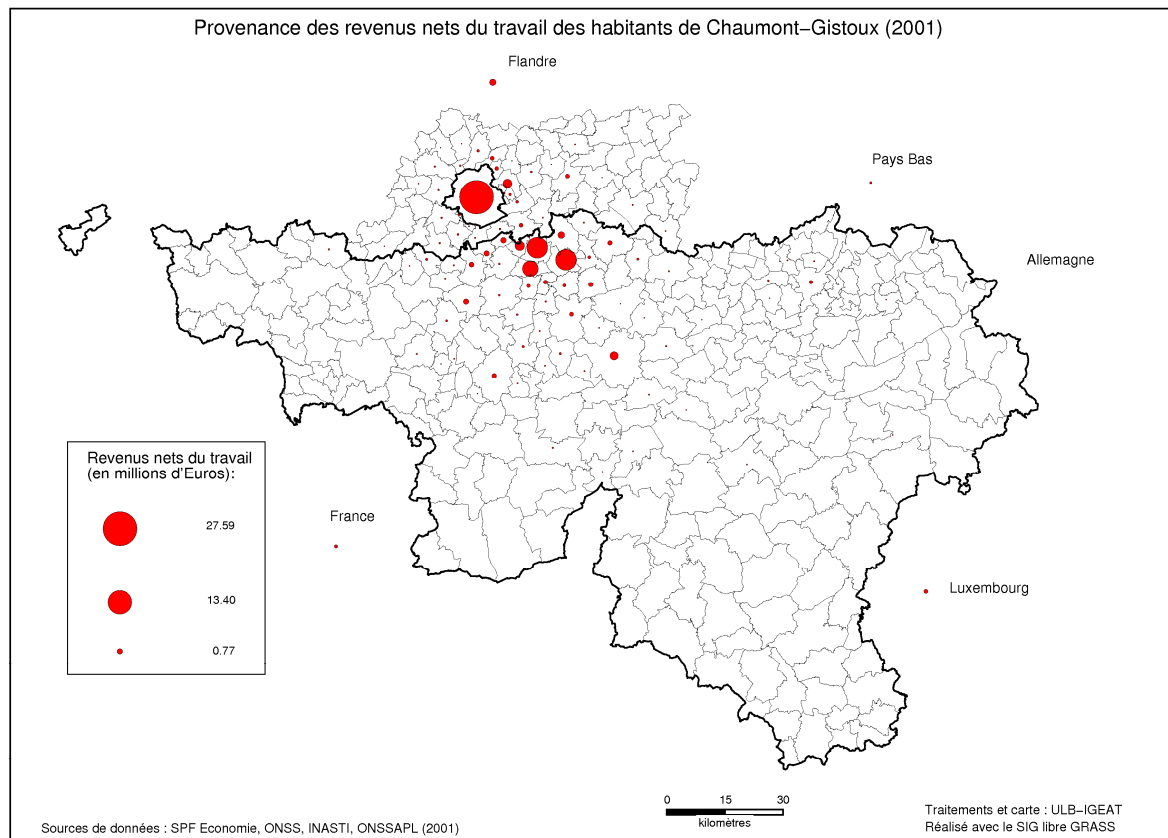 Provenance des revenus nets du travail des habitants de Chaumont−Gistoux (2001)
Flandre
Pays Bas
Allemagne
Revenus nets du travail
(en millions d'Euros):
27.59
13.40
0.77
France
Luxembourg
0 15 30
kilomètres
Sources de données : SPF Economie, ONSS, INASTI, ONSSAPL (2001)
Traitements et carte : ULB−IGEAT
Réalisé avec le SIG libre GRASS